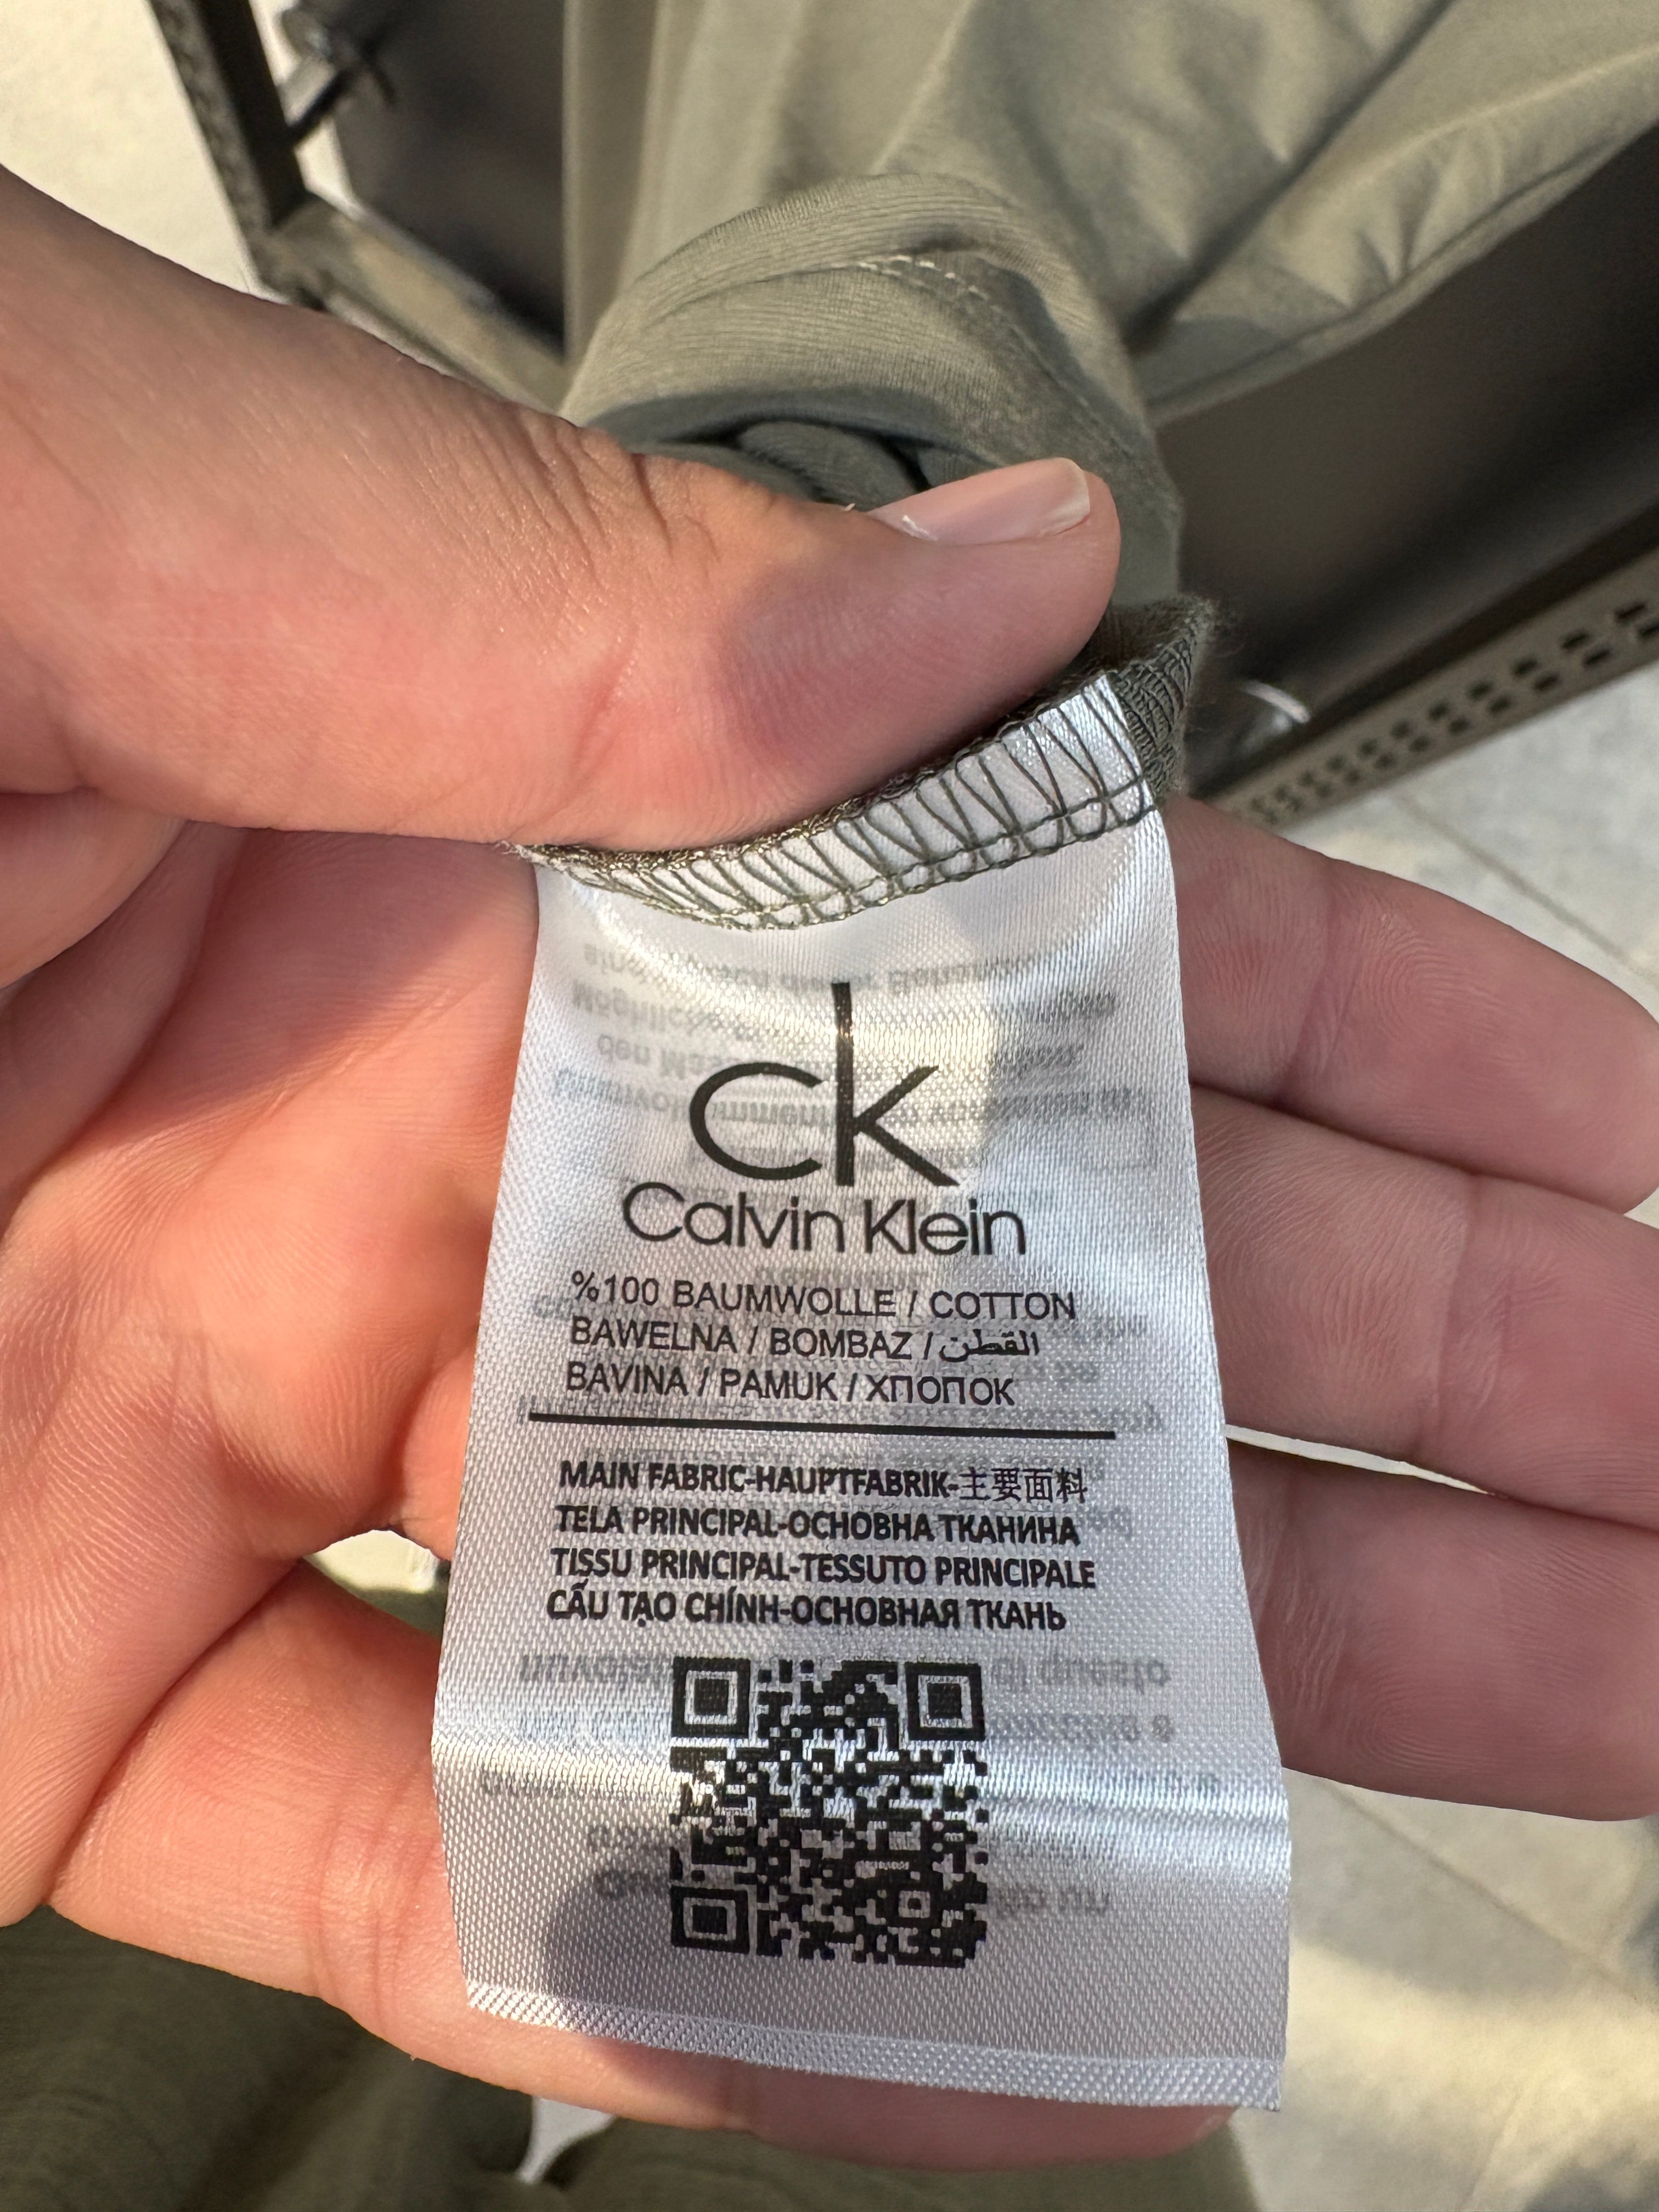 ck
Calvin Klein
%100 BAUMWOLLE / COTTON
BAWELNA / BOMBAZ / القطن
BAVINA / PAMUK / ХПОПОК
MAIN FABRIC-HAUPTFABRIK-主要面料
TELA PRINCIPAL-ОСНОВНА ТКАНИНА
TISSU PRINCIPAL-TESSUTO PRINCIPALE
CẤU TẠO CHÍNH-ОСНОВНАЯ ТКАНЬ